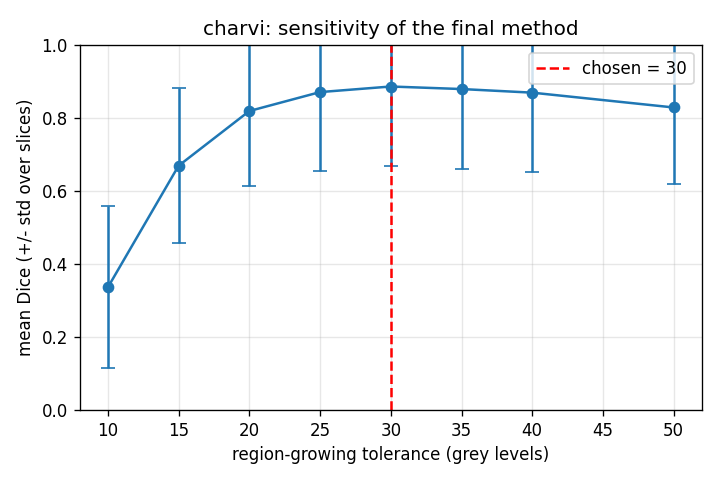 charvi: sensitivity of the final method
mean Dice (+/- std over slices)
1.0
0.8
0.6
0.4
0.2
0.0
chosen = 30
10 15 20 25 30 35 40 45 50
region-growing tolerance (grey levels)